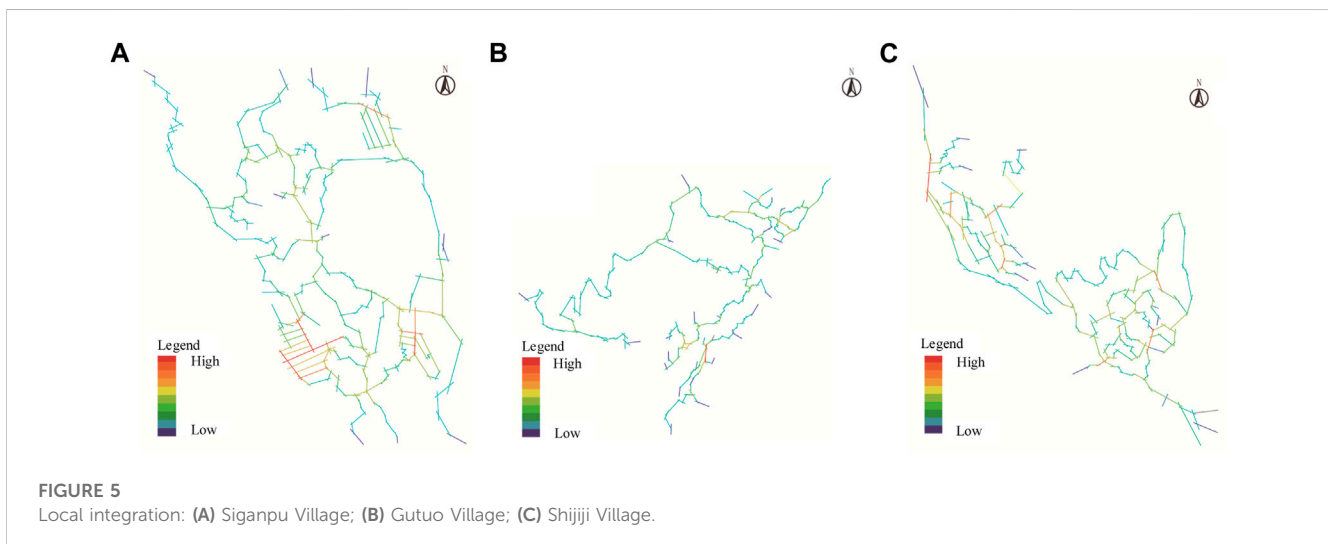 A
B
C
N
N
N
Legend
High
Low
Legend
High
Low
Legend
High
Low
FIGURE 5
Local integration: (A) Siganpu Village; (B) Gutuo Village; (C) Shijiji Village.